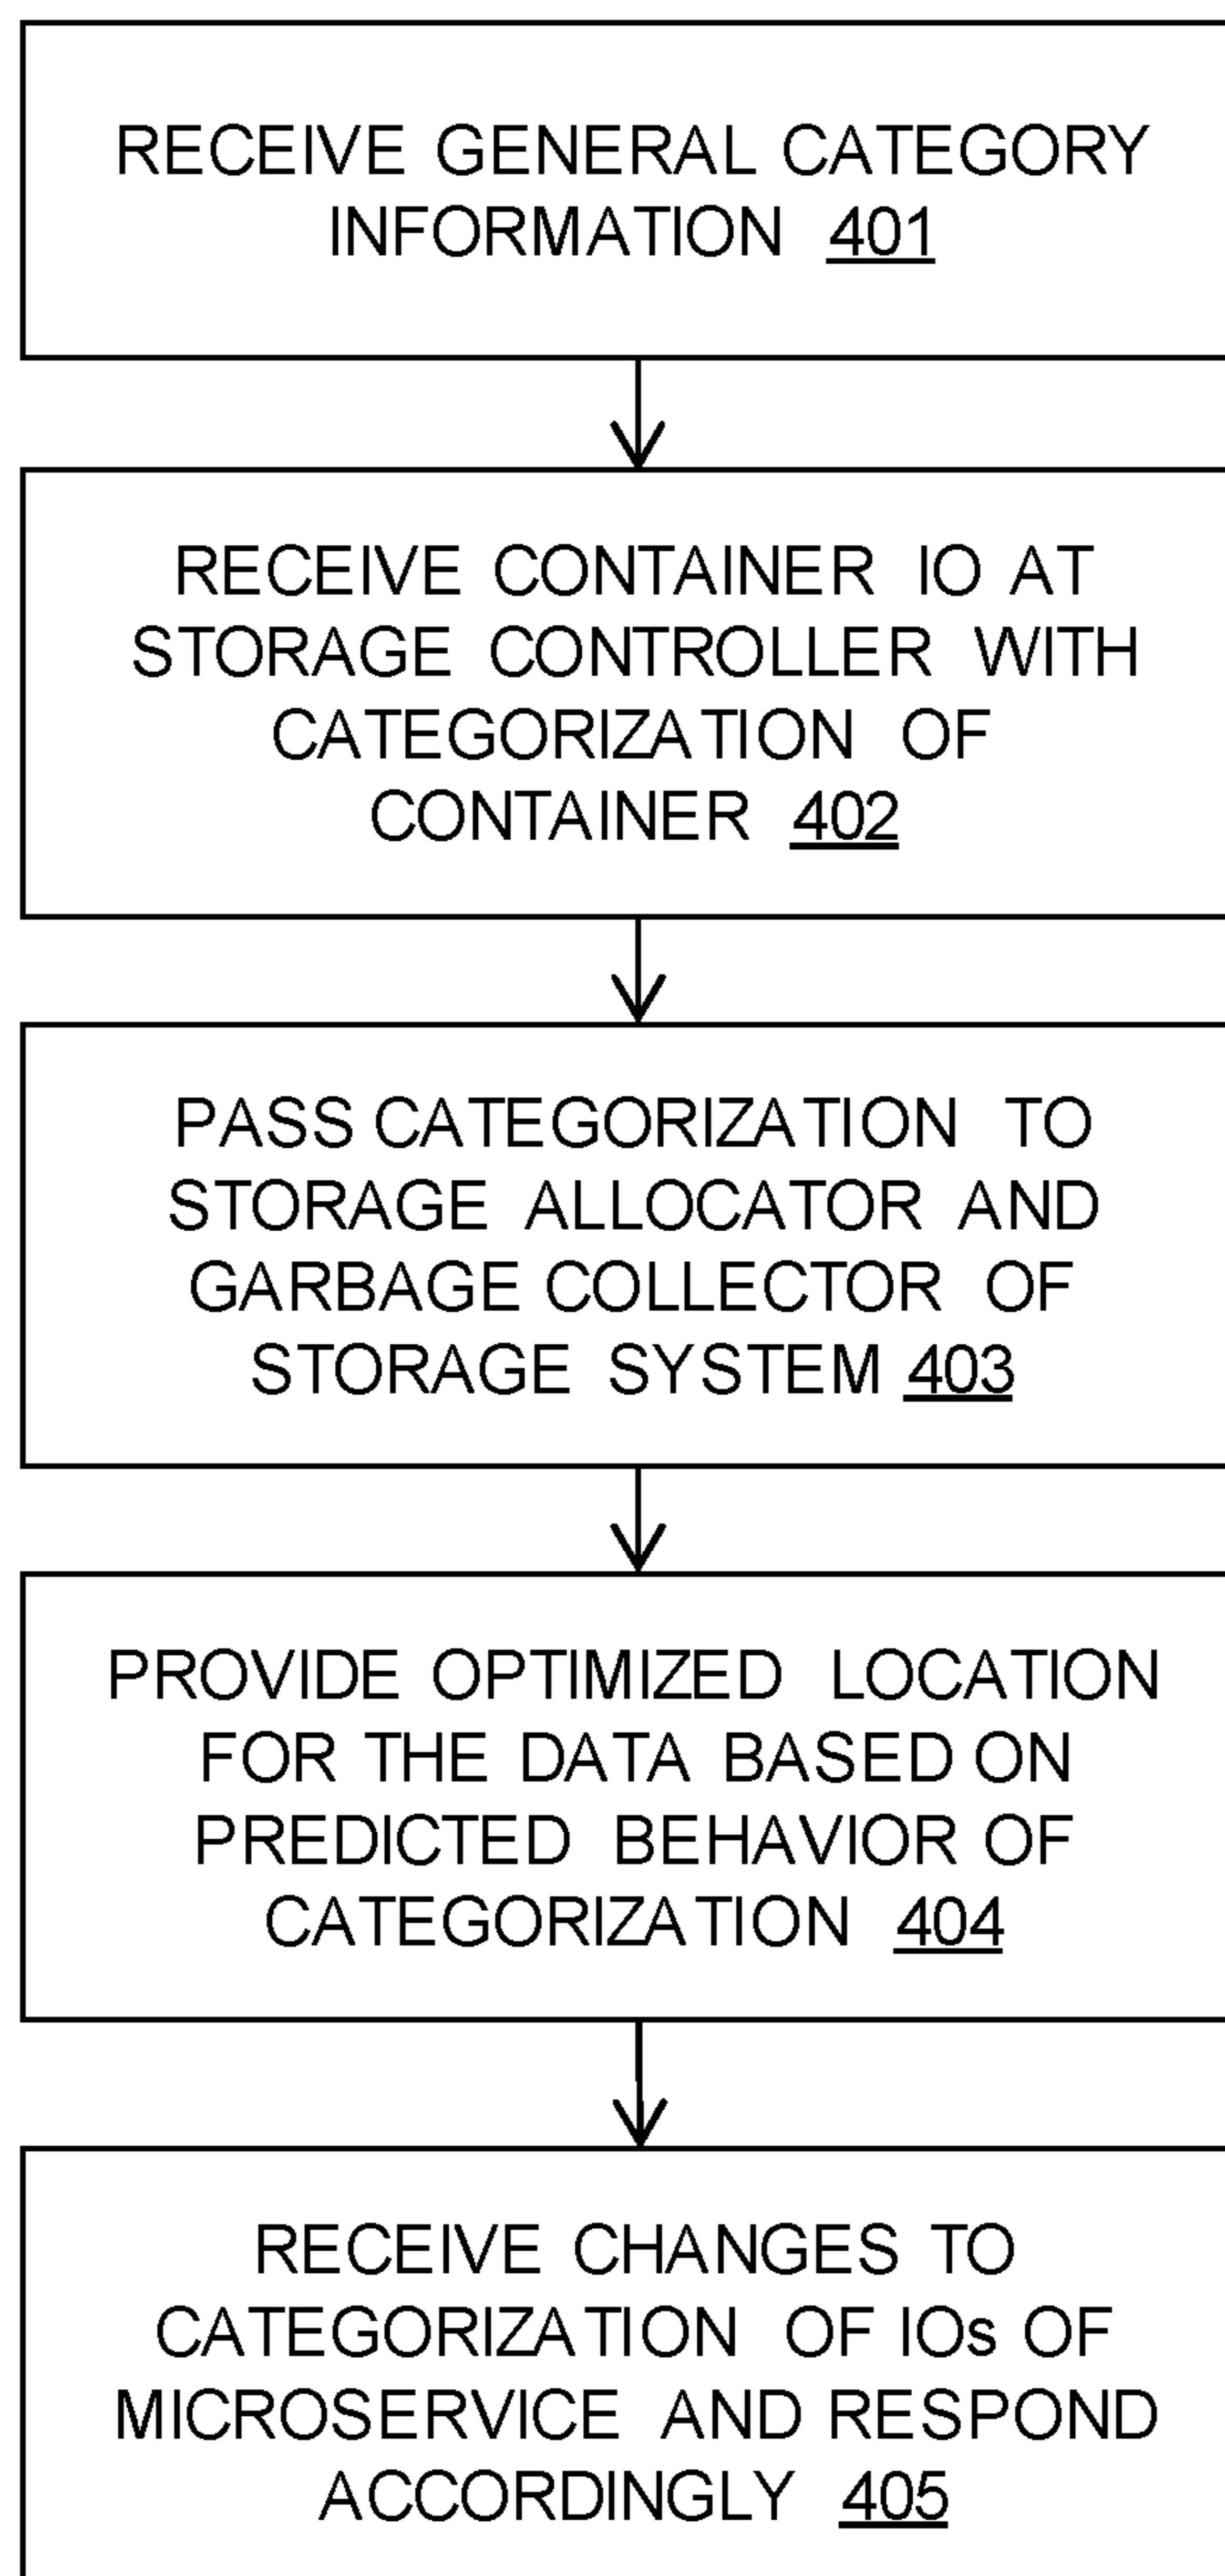 RECEIVE GENERAL CATEGORY
INFORMATION 401
RECEIVE CONTAINER IO AT
STORAGE CONTROLLER WITH
CATEGORIZATION OF
CONTAINER 402
PASS CATEGORIZATION TO
STORAGE ALLOCATOR AND
GARBAGE COLLECTOR OF
STORAGE SYSTEM 403
PROVIDE OPTIMIZED LOCATION
FOR THE DATA BASED ON
PREDICTED BEHAVIOR OF
CATEGORIZATION 404
RECEIVE CHANGES TO
CATEGORIZATION OF IOs OF
MICROSERVICE AND RESPOND
ACCORDINGLY 405